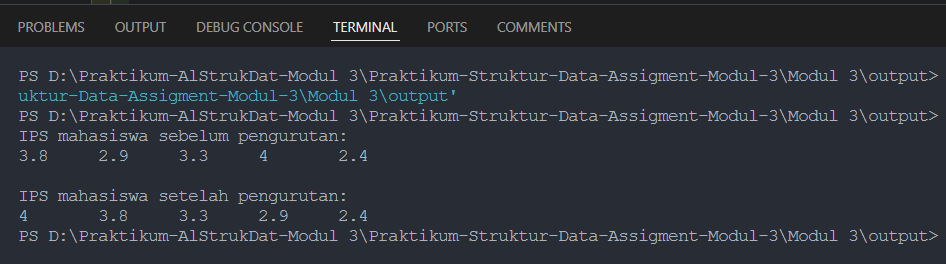 PROBLEMS OUTPUT DEBUG CONSOLE TERMINAL PORTS COMMENTS
PS D:\Praktikum-AlStrukDat-Modul 3\Praktikum-Struktur-Data-Assigment-Modul-3\Modul 3\output>
uktur-Data-Assigment-Modul-3\Modul 3\output'
PS D:\Praktikum-AlStrukDat-Modul 3\Praktikum-Struktur-Data-Assigment-Modul-3\Modul 3\output>
IPS mahasiswa sebelum pengurutan:
3.8 2.9 3.3 4 2.4
IPS mahasiswa setelah pengurutan:
4 3.8 3.3 2.9 2.4
PS D:\Praktikum-AlStrukDat-Modul 3\Praktikum-Struktur-Data-Assigment-Modul-3\Modul 3\output>